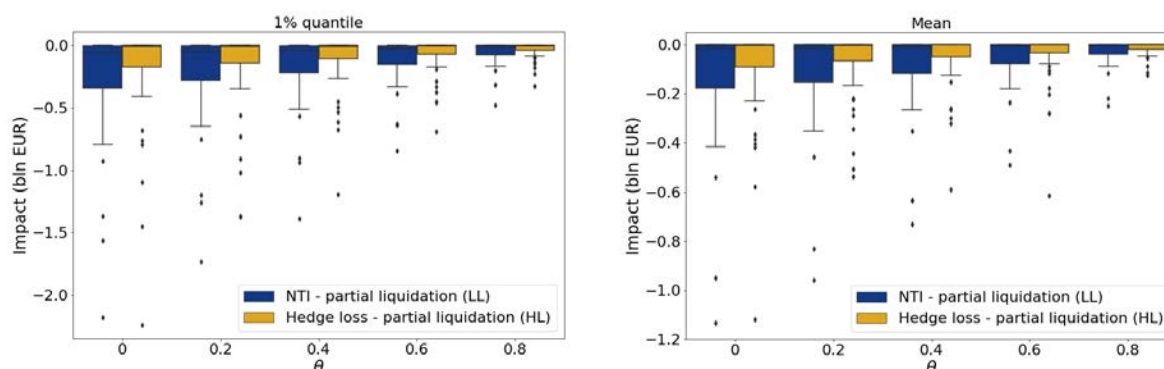 1% quantile
Impact (bln EUR)
0.0
−0.5
−1.0
−1.5
−2.0
NTI - partial liquidation (LL)
Hedge loss - partial liquidation (HL)
0 0.2 0.4 0.6 0.8
θ
Mean
Impact (bln EUR)
0.0
−0.2
−0.4
−0.6
−0.8
−1.0
−1.2
NTI - partial liquidation (LL)
Hedge loss - partial liquidation (HL)
0 0.2 0.4 0.6 0.8
θ